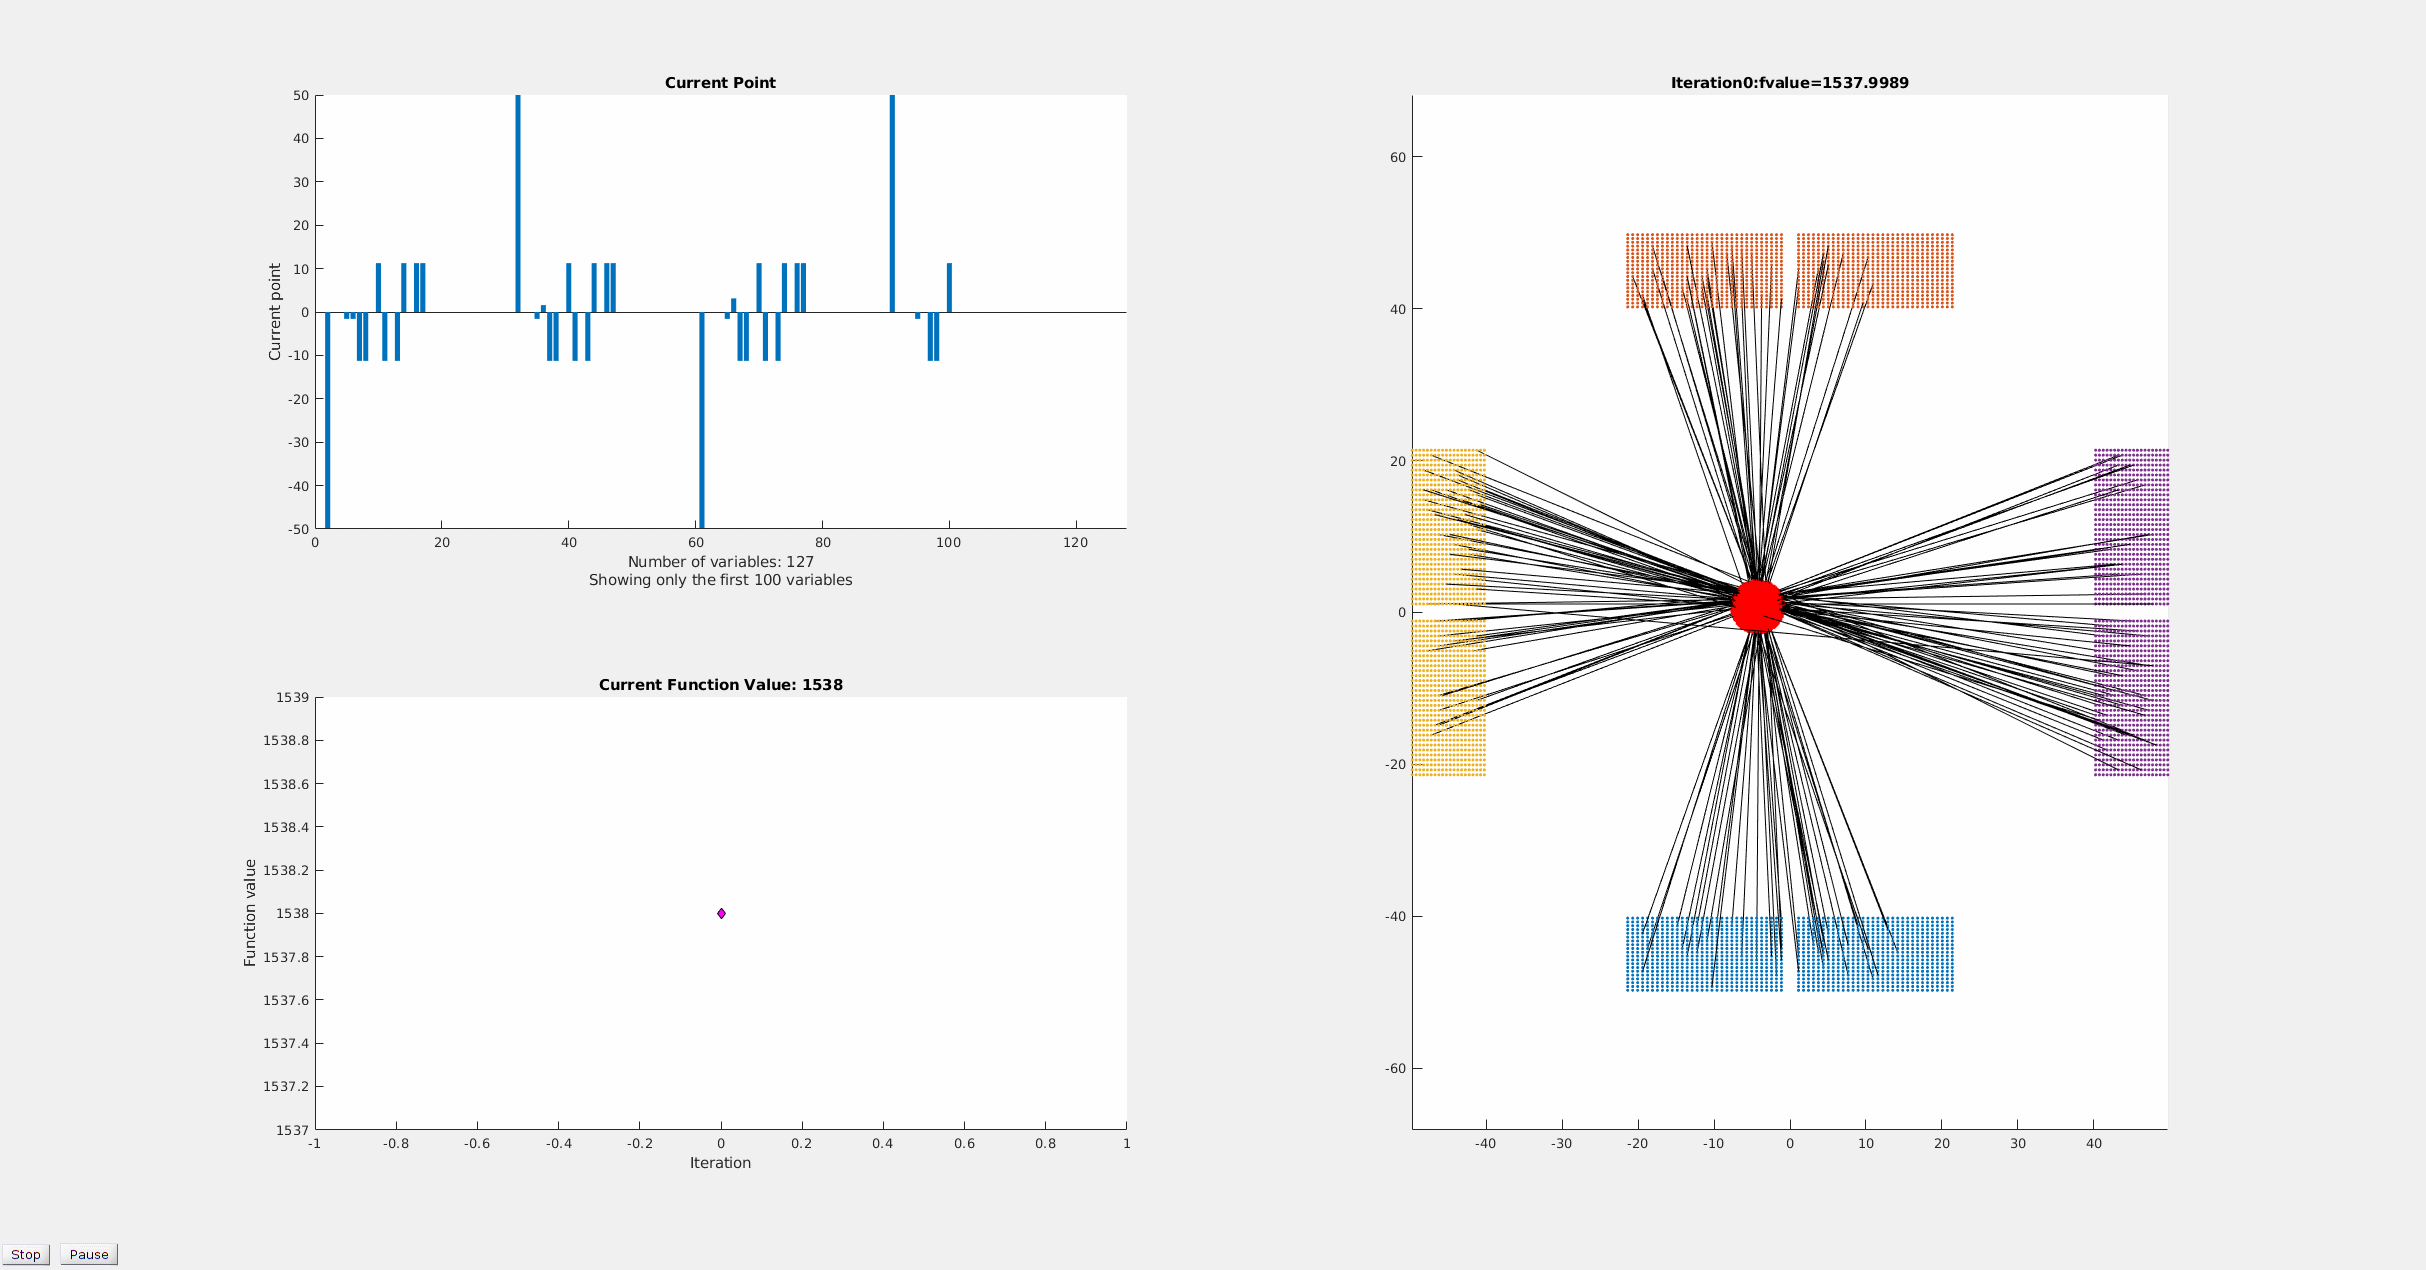 Current Point
50
40
30
20
10
0
-10
-20
-30
-40
-50
Current point
0 20 40 60 80 100 120
Number of variables: 127
Showing only the first 100 variables
Current Function Value: 1538
1539
1538.8
1538.6
1538.4
1538.2
1538
1537.8
1537.6
1537.4
1537.2
1537
Function value
-1 -0.8 -0.6 -0.4 -0.2 0 0.2 0.4 0.6 0.8 1
Iteration
Iteration0:fvalue=1537.9989
60
40
20
0
-20
-40
-60
-40 -30 -20 -10 0 10 20 30 40
Stop Pause